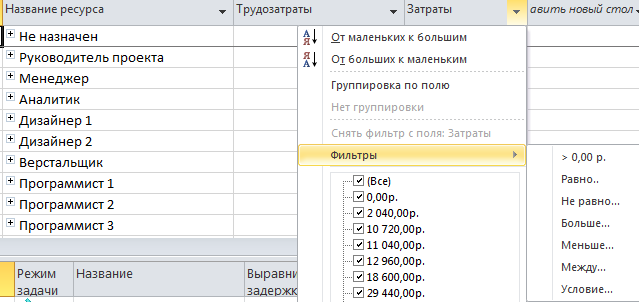 Название ресурса Трудозатраты Затраты авить новый стол
Не назначен
Руководитель проекта
Менеджер
Аналитик
Дизайнер 1
Дизайнер 2
Верстальщик
Программист 1
Программист 2
Программист 3
От маленьких к большим
От больших к маленьким
Группировка по полю
Нет группировки
Снять фильтр с поля: Затраты
Фильтры
(Все)
0,00р.
2 040,00р.
10 720,00р.
11 040,00р.
12 960,00р.
18 600,00р.
29 440,00р.
> 0,00 р.
Равно...
Не равно...
Больше...
Меньше...
Между...
Условие...
Режим задачи
Название
Выравни
задержк